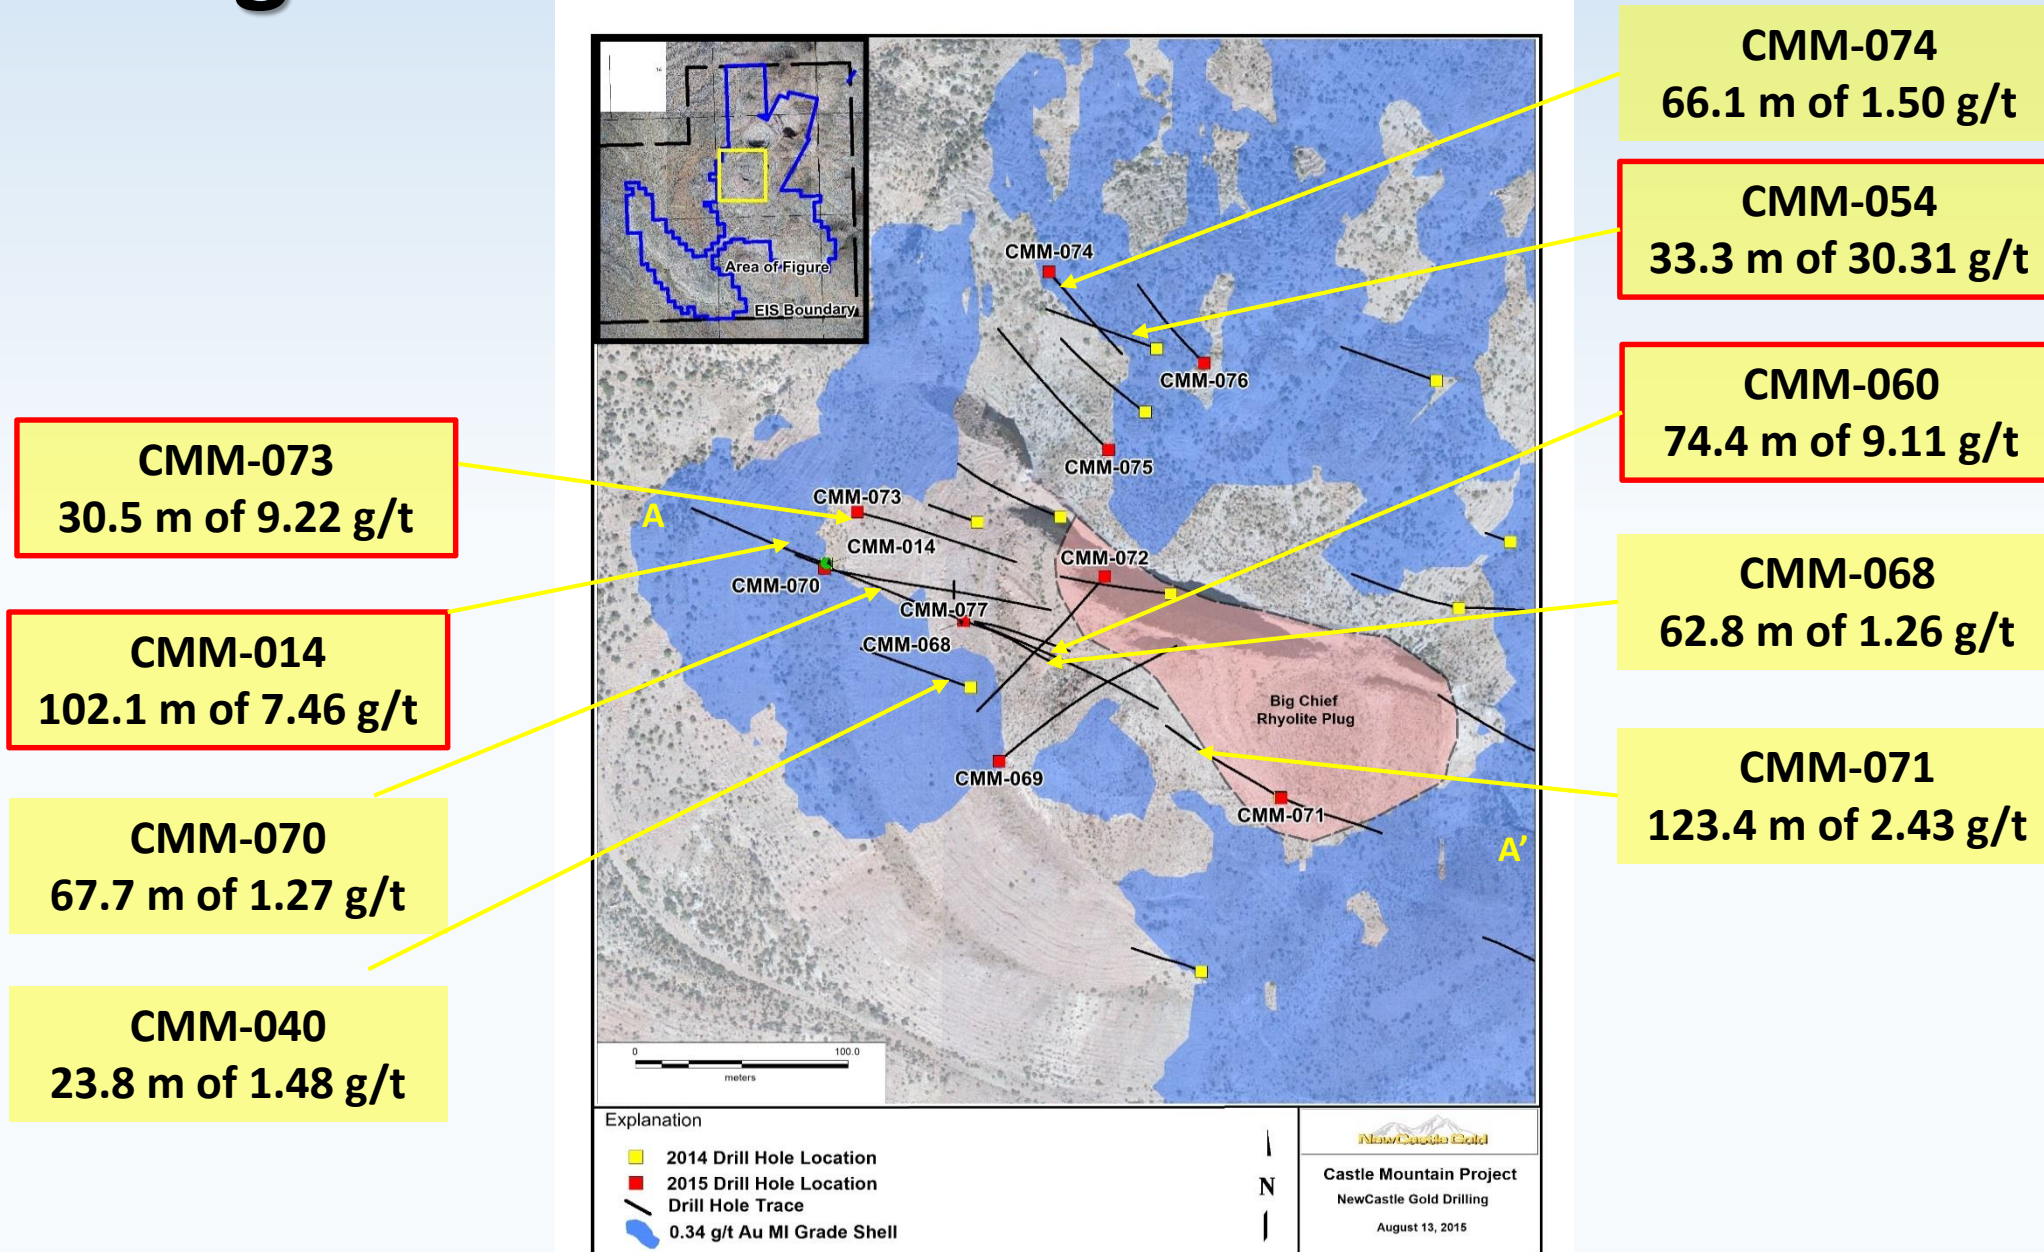 g
CMM-073
30.5 m of 9.22 g/t
CMM-014
102.1 m of 7.46 g/t
CMM-070
67.7 m of 1.27 g/t
CMM-040
23.8 m of 1.48 g/t
Area of Figure
EIS Boundary
CMM-074
CMM-076
CMM-075
A
CMM-073
CMM-014
CMM-070
CMM-072
CMM-077
CMM-068
CMM-069
Big Chief
Rhyolite Plug
CMM-071
A’
0 100.0
meters
Explanation
2014 Drill Hole Location
2015 Drill Hole Location
Drill Hole Trace
0.34 g/t Au MI Grade Shell
N
NewCastle Gold
Castle Mountain Project
NewCastle Gold Drilling
August 13, 2015
CMM-074
66.1 m of 1.50 g/t
CMM-054
33.3 m of 30.31 g/t
CMM-060
74.4 m of 9.11 g/t
CMM-068
62.8 m of 1.26 g/t
CMM-071
123.4 m of 2.43 g/t